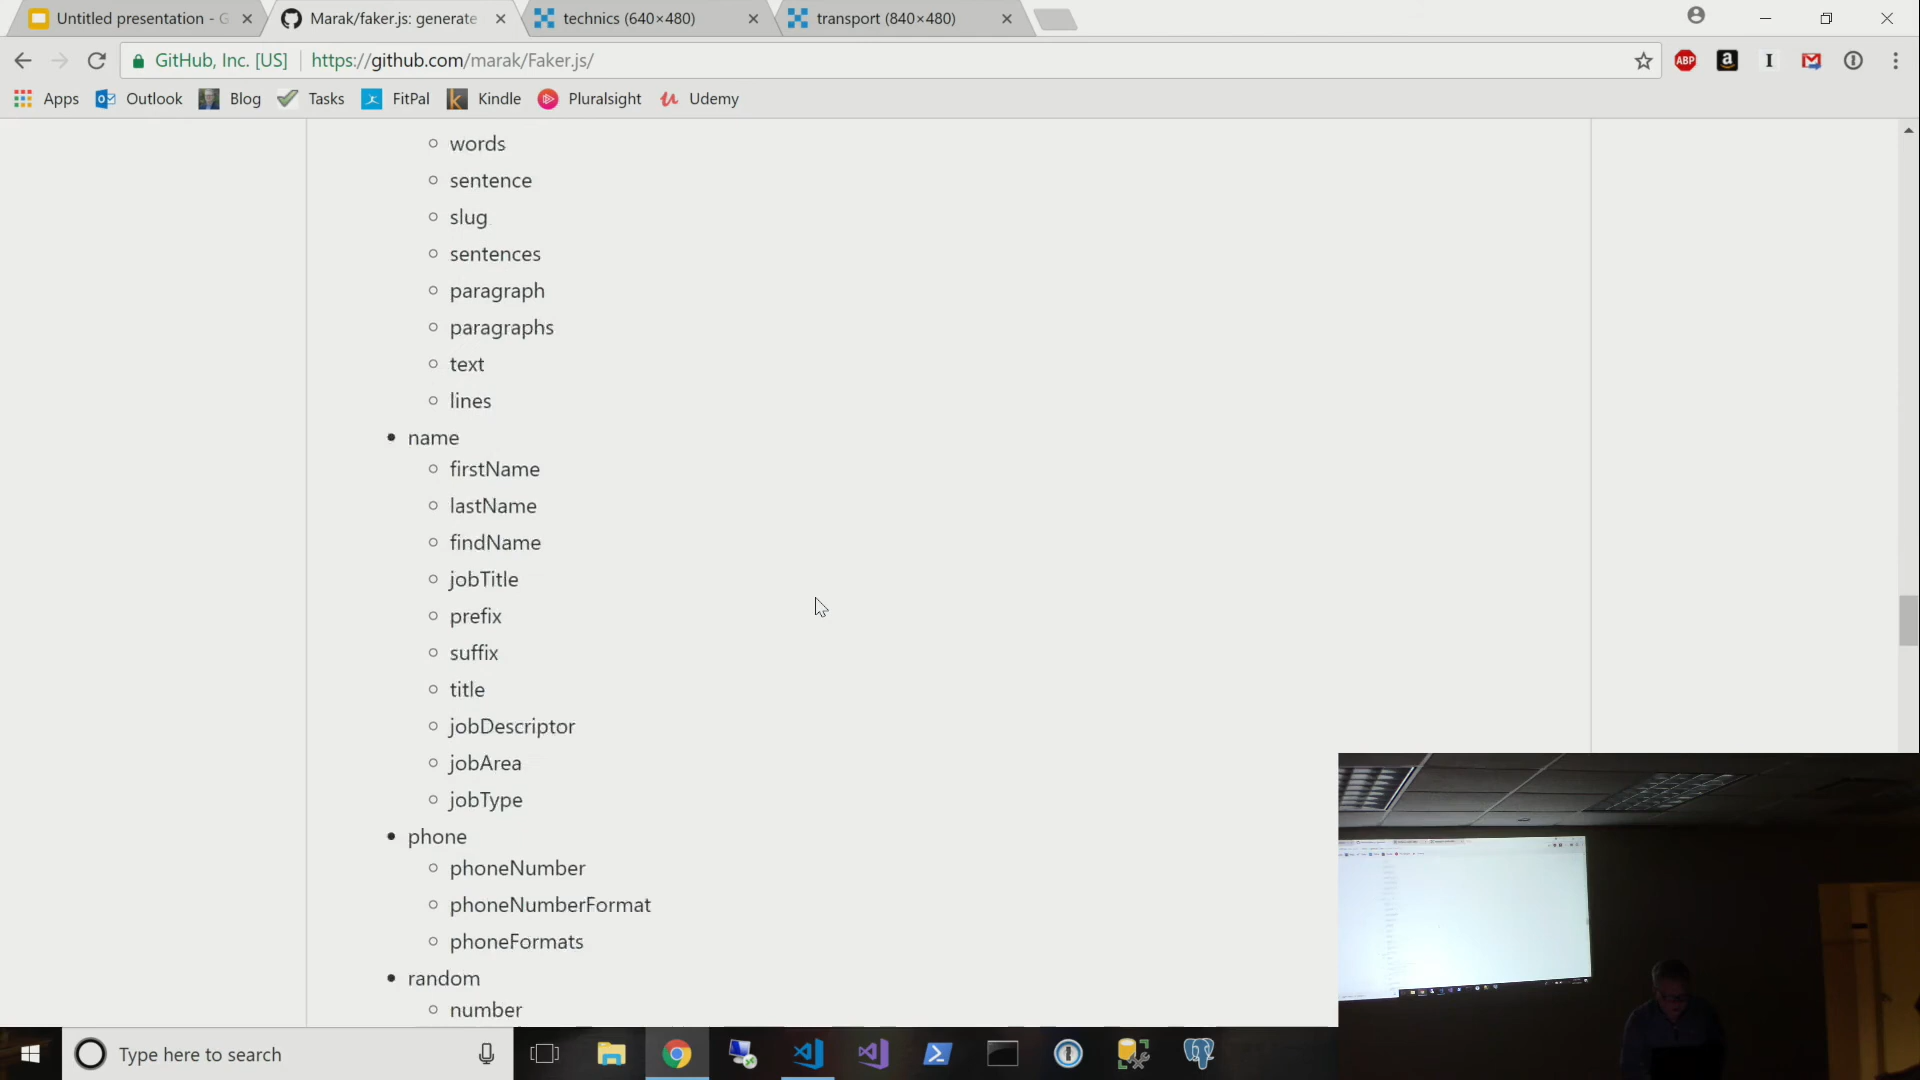 Untitled presentation - G
Marak/faker.js: generate
technics (640×480)
transport (840×480)
GitHub, Inc. [US]
https://github.com/marak/Faker.js/
ABP
Apps
Outlook
Blog
Tasks
FitPal
Kindle
Pluralsight
Udemy
words
sentence
slug
sentences
paragraph
paragraphs
text
lines
name
firstName
lastName
findName
jobTitle
prefix
suffix
title
jobDescriptor
jobArea
jobType
phone
phoneNumber
phoneNumberFormat
phoneFormats
random
number
Type here to search